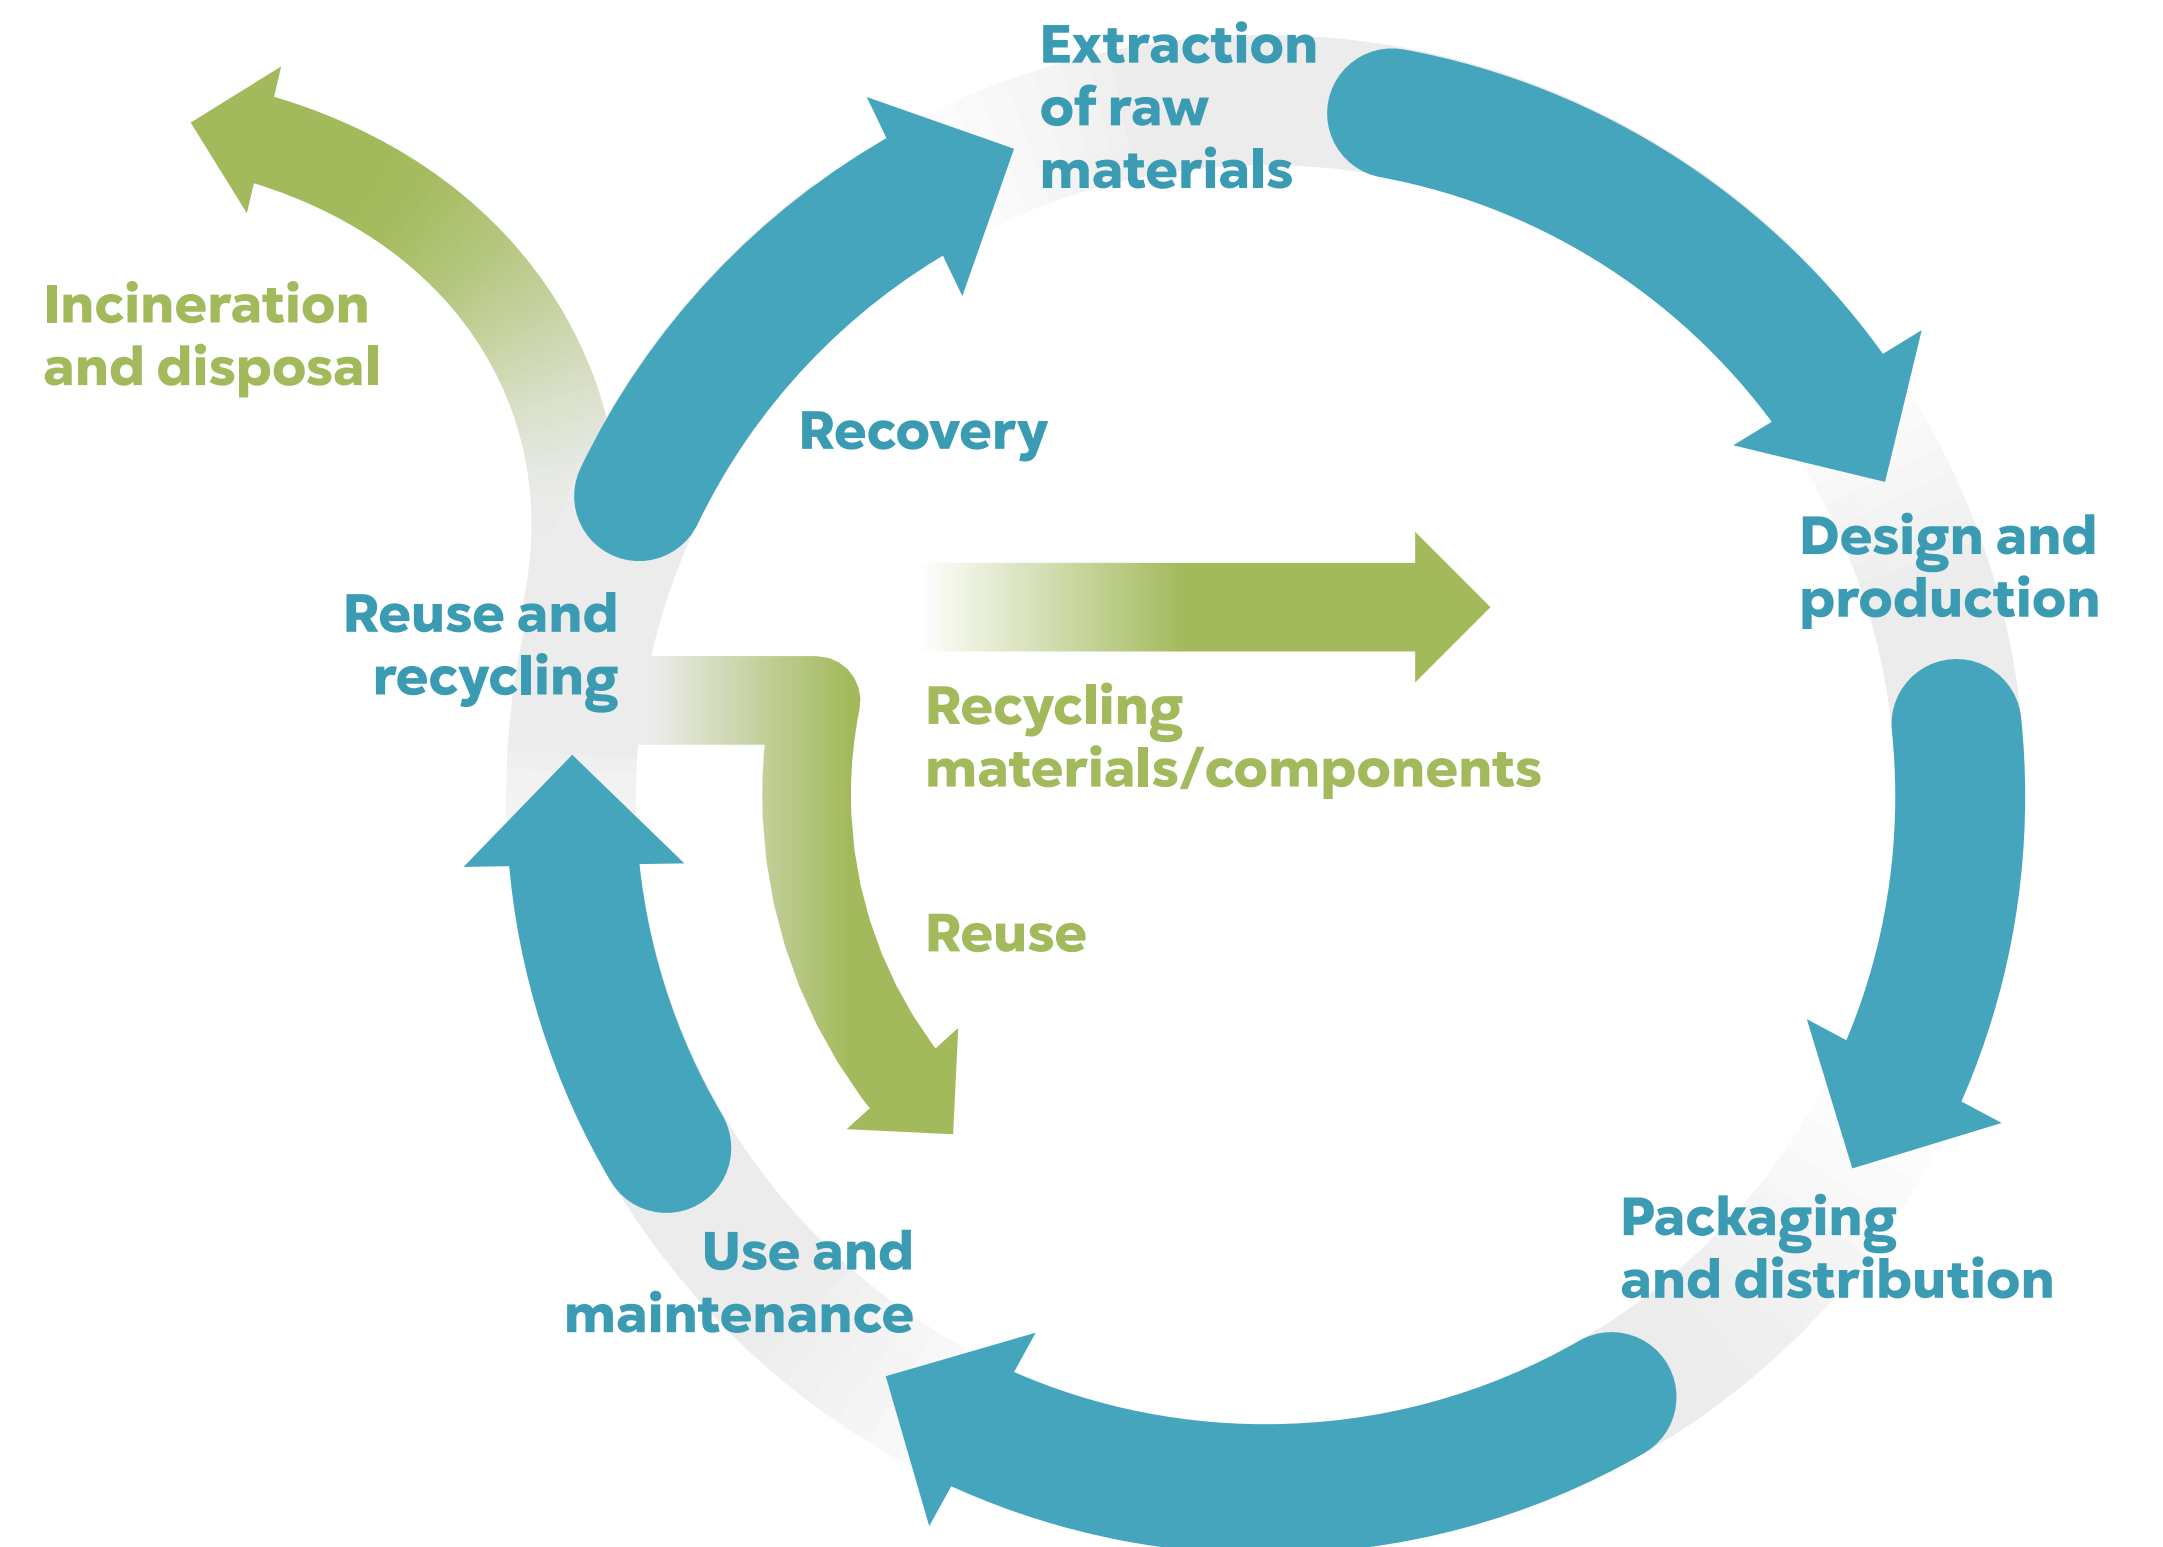 Extraction
of raw
materials
Incineration
and disposal
Recovery
Design and
production
Reuse and
recycling
Recycling
materials/components
Reuse
Packaging
and distribution
Use and
maintenance